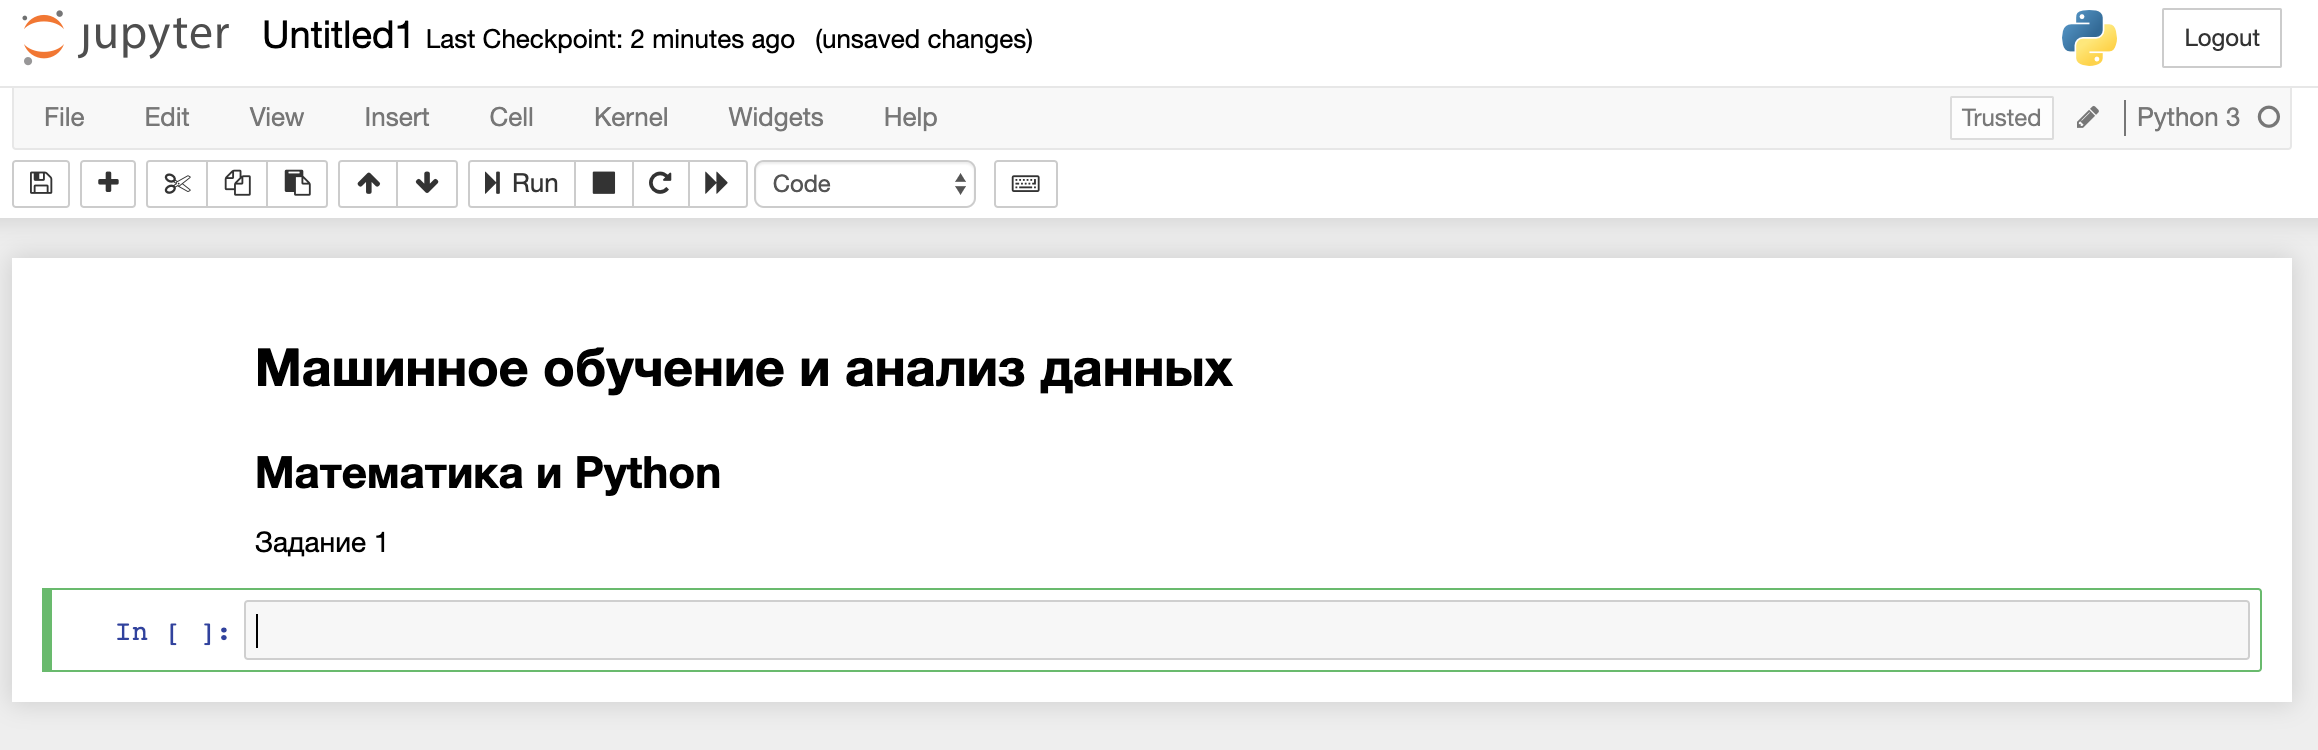 jupyter Untitled1 Last Checkpoint: 2 minutes ago (unsaved changes) Logout
File Edit View Insert Cell Kernel Widgets Help Trusted Python 3
Run Code
Машинное обучение и анализ данных
Математика и Python
Задание 1
In [ ]: